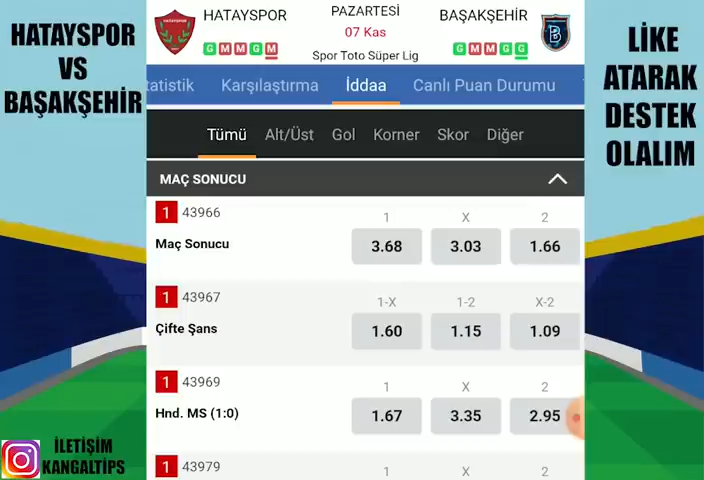 HATAYSPOR
VS
BAŞAKŞEHİR
HATAYSPOR
G M M G M
PAZARTESİ
07 Kas
Spor Toto Süper Lig
BAŞAKŞEHİR
G M M G G
LİKE
ATARAK
DESTEK
OLALIM
tatistik Karşılaştırma İddaa Canlı Puan Durumu
Tümü Alt/Üst Gol Korner Skor Diğer
MAÇ SONUCU
1 43966 1 X 2
Maç Sonucu 3.68 3.03 1.66
1 43967 1-X 1-2 X-2
Çifte Şans 1.60 1.15 1.09
1 43969 1 X 2
Hnd. MS (1:0) 1.67 3.35 2.95
1 43979 1 X 2
İLETİŞİM
KANGALTİPS